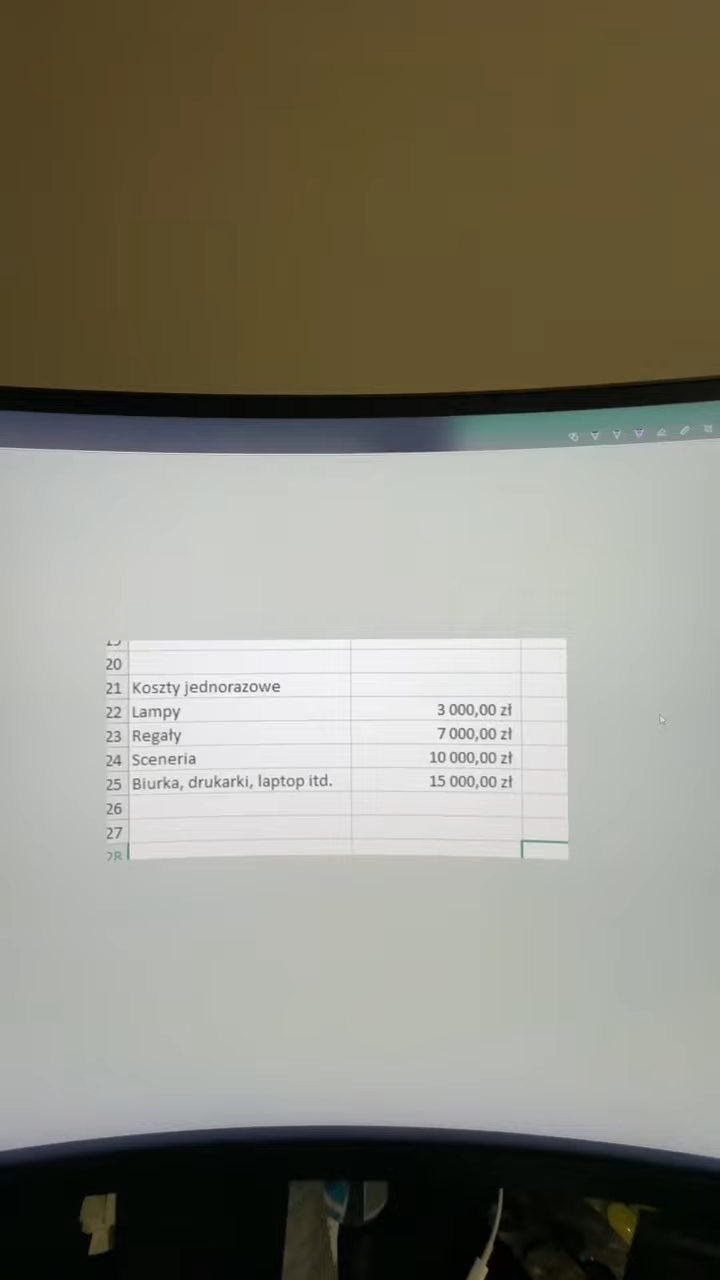 20
21 Koszty jednorazowe
22 Lampy 3 000,00 zł
23 Regały 7 000,00 zł
24 Sceneria 10 000,00 zł
25 Biurka, drukarki, laptop itd. 15 000,00 zł
26
27
28